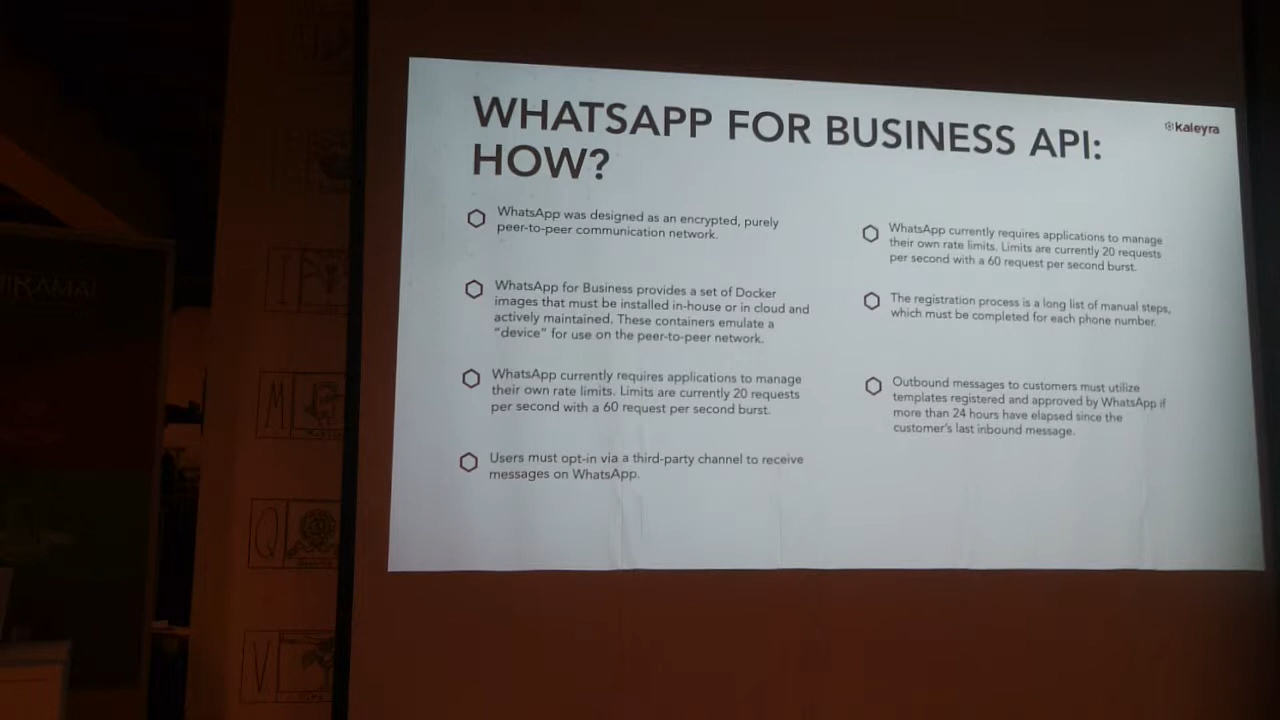 WHATSAPP FOR BUSINESS API:
HOW?
kaleyra
WhatsApp was designed as an encrypted, purely
peer-to-peer communication network.
WhatsApp for Business provides a set of Docker
images that must be installed in-house or in cloud and
actively maintained. These containers emulate a
“device” for use on the peer-to-peer network.
WhatsApp currently requires applications to manage
their own rate limits. Limits are currently 20 requests
per second with a 60 request per second burst.
Users must opt-in via a third-party channel to receive
messages on WhatsApp.
WhatsApp currently requires applications to manage
their own rate limits. Limits are currently 20 requests
per second with a 60 request per second burst.
The registration process is a long list of manual steps,
which must be completed for each phone number.
Outbound messages to customers must utilize
templates registered and approved by WhatsApp if
more than 24 hours have elapsed since the
customer’s last inbound message.
I
M
Q
V